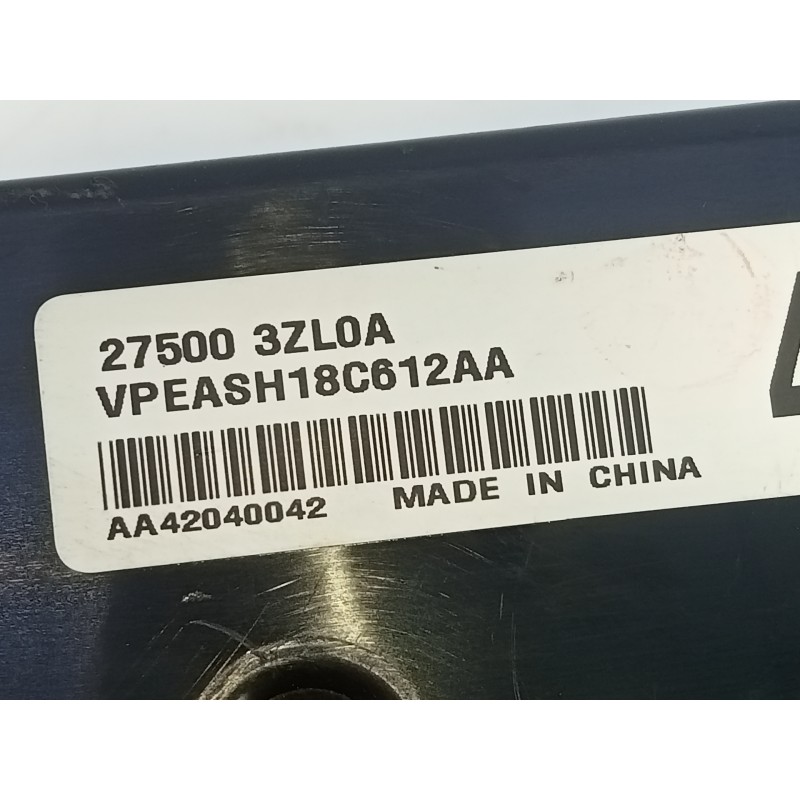 27500 3ZL0A
VPEASH18C612AA
AA42040042 MADE IN CHINA